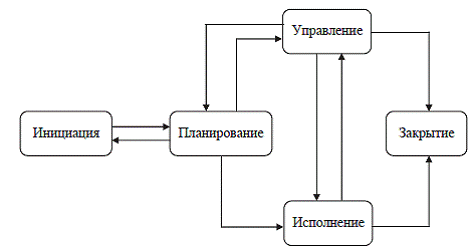 Управление
Инициация
Планирование
Закрытие
Исполнение